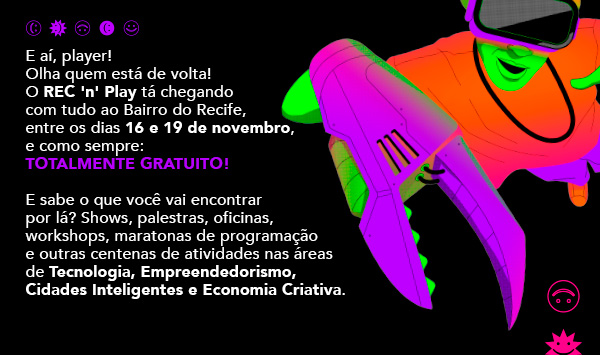 E aí, player!
Olha quem está de volta!
O REC 'n' Play tá chegando
com tudo ao Bairro do Recife,
entre os dias 16 e 19 de novembro,
e como sempre:
TOTALMENTE GRATUITO!
E sabe o que você vai encontrar
por lá? Shows, palestras, oficinas,
workshops, maratonas de programação
e outras centenas de atividades nas áreas
de Tecnologia, Empreendedorismo,
Cidades Inteligentes e Economia Criativa.